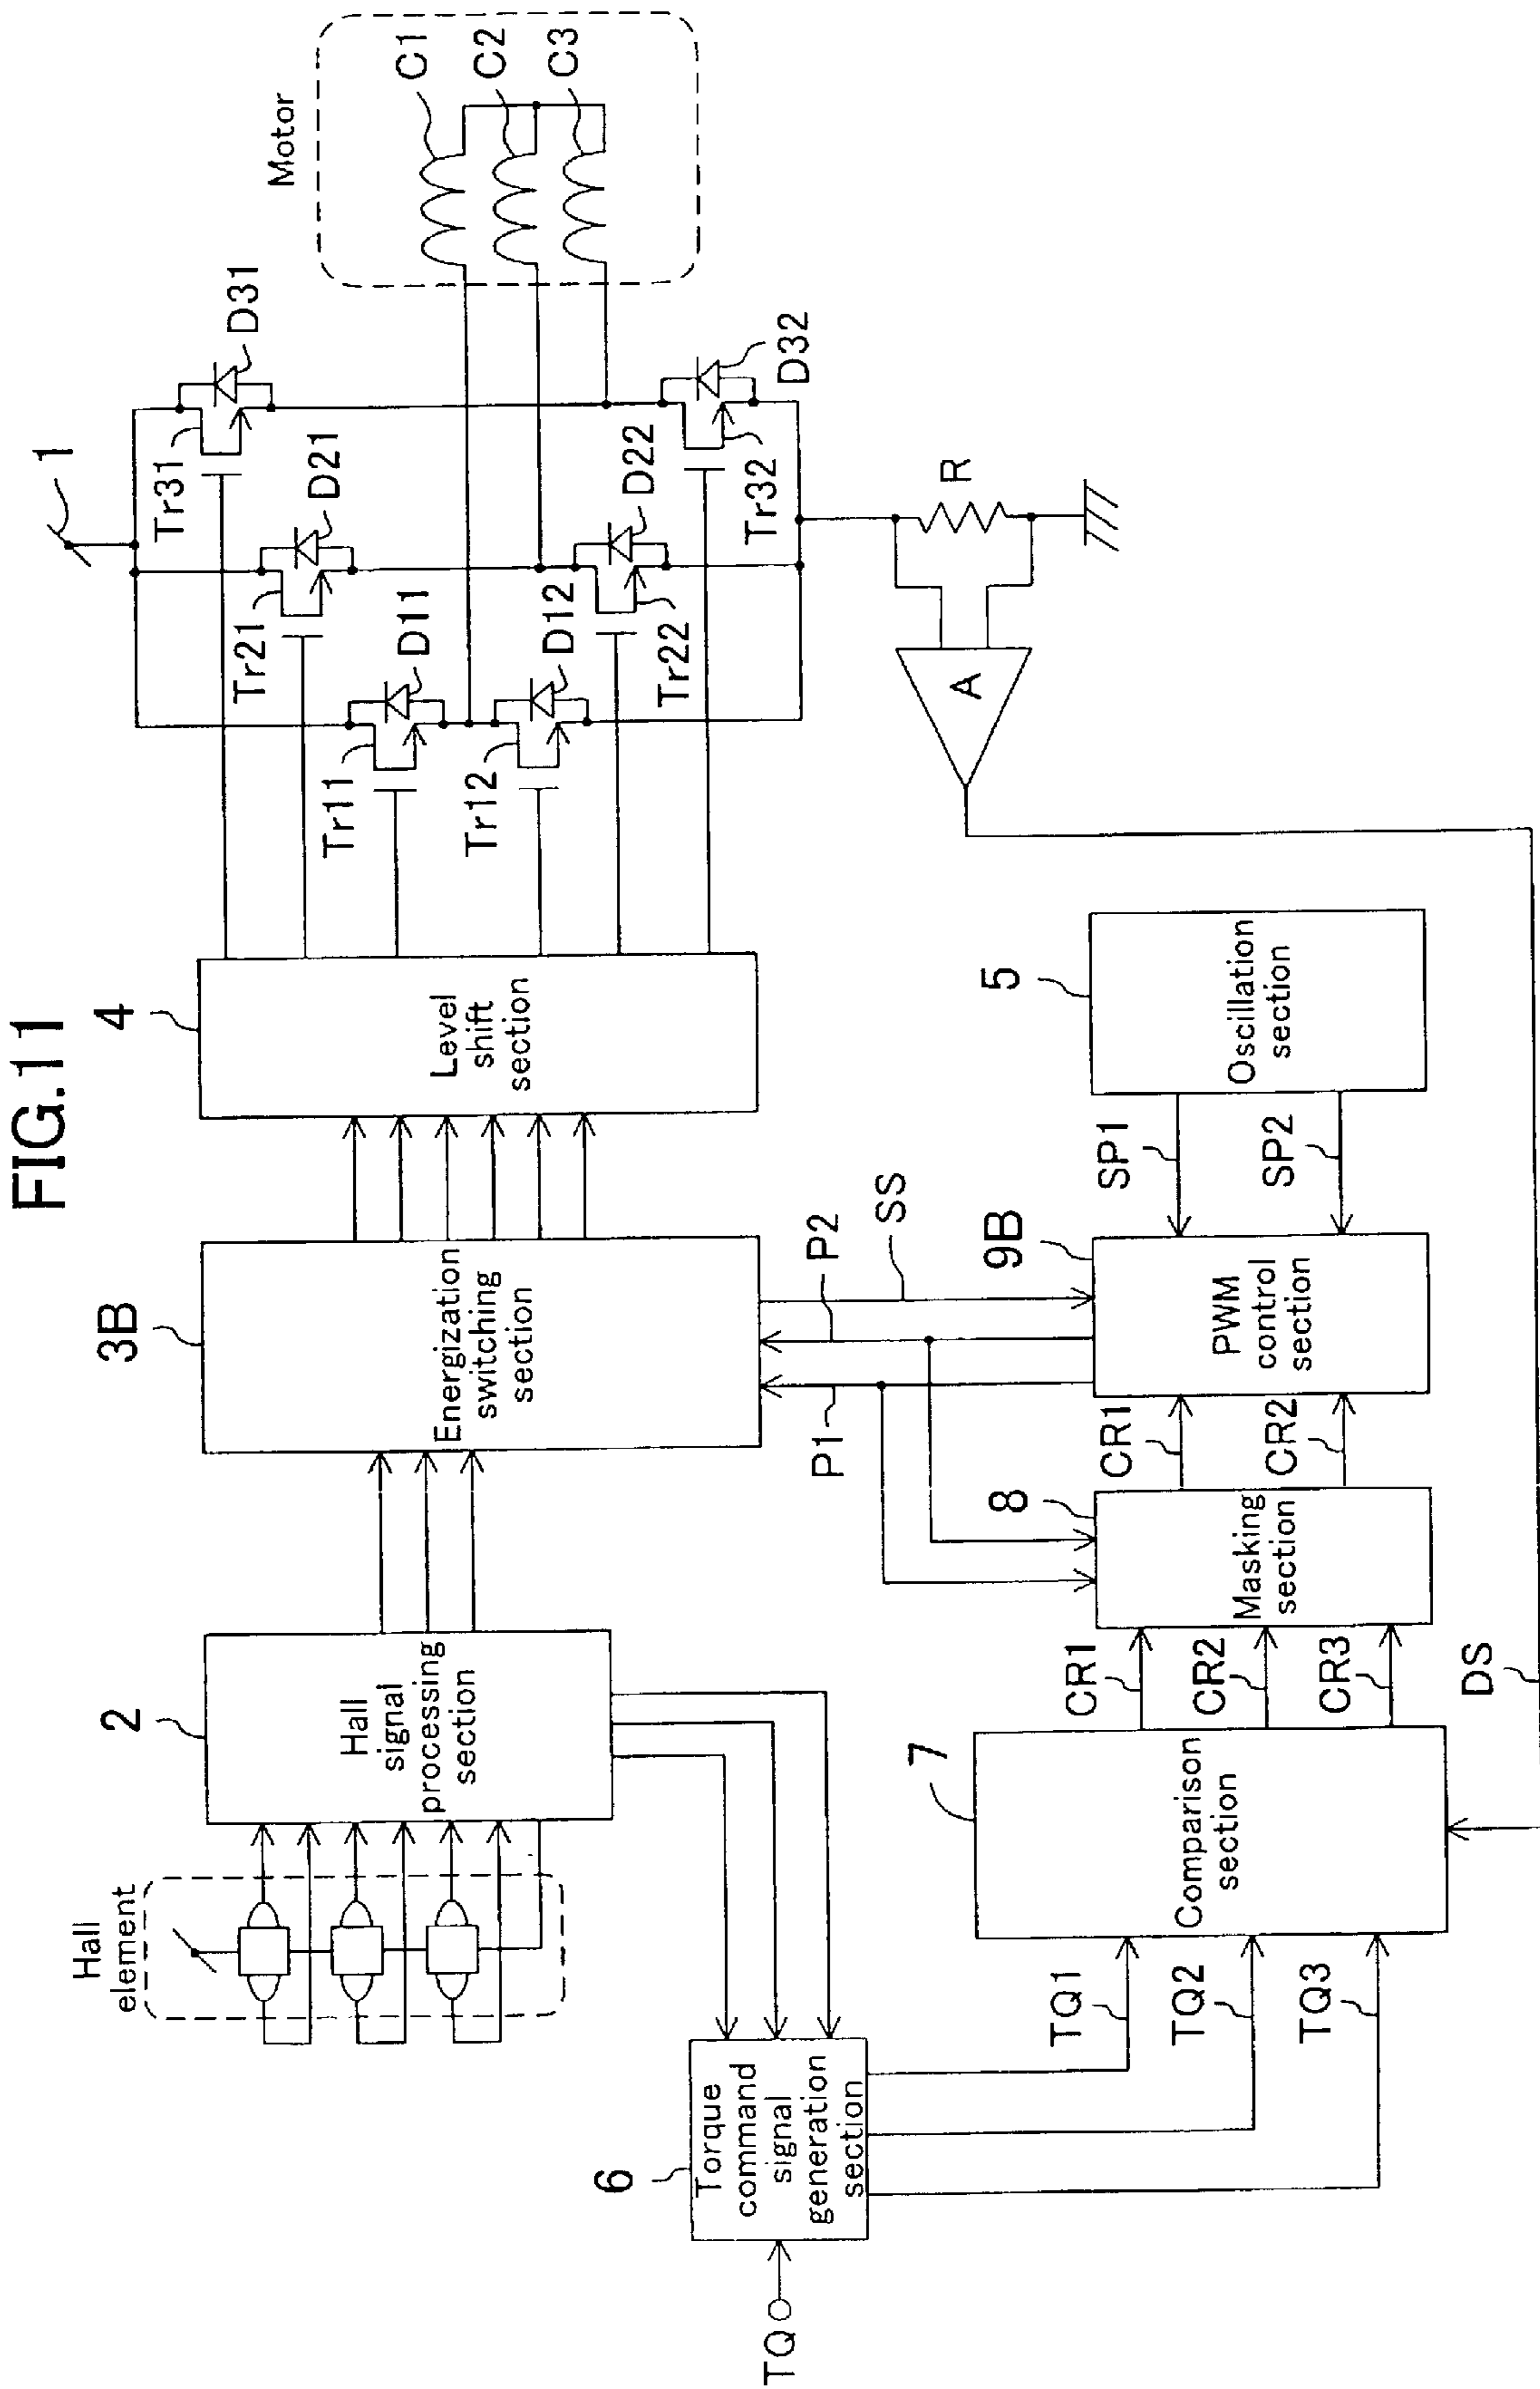 FIG.11
Hall
element
2
Hall
signal
processing
section
3B
Energization
switching
section
4
Level
shift
section
1
Tr31
D31
Tr21
D21
Tr11
D11
Tr12
D12
Tr22
D22
Tr32
D32
Motor
C1
C2
C3
R
A
TQ
6
Torque
command
signal
generation
section
TQ1
TQ2
TQ3
7
Comparison
section
CR1
CR2
CR3
8
Masking
section
CR1
CR2
P1
P2
SS
9B
PWM
control
section
SP1
SP2
5
Oscillation
section
DS